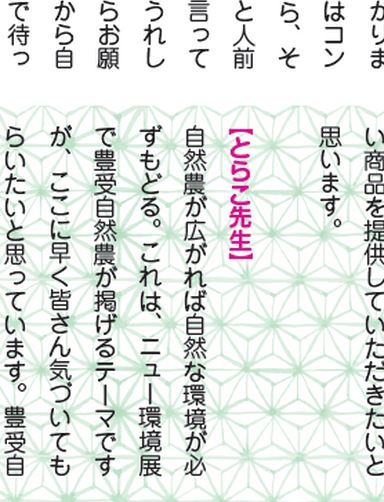 かりま
はコン
ら、そ
と人前
言って
うれし
らお願
から自
で待っ
い商品を提供していただきたいと
思います。
【とらこ先生】
自然農が広がれば自然な環境が必
ずもどる。これは、ニュー環境展
で豊受自然農が掲げるテーマです
が、ここに早く皆さん気づいても
らいたいと思っています。豊受自